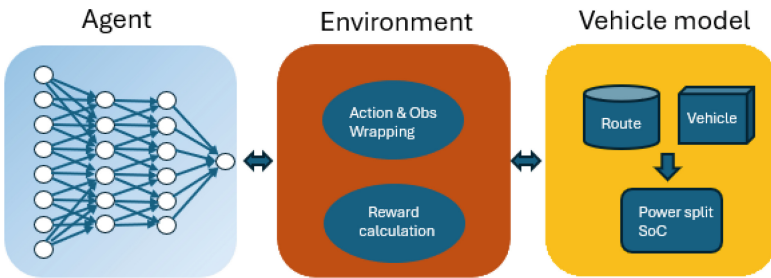 Agent
Environment
Vehicle model
Action & Obs
Wrapping
Reward
calculation
Route
Vehicle
Power split
SoC